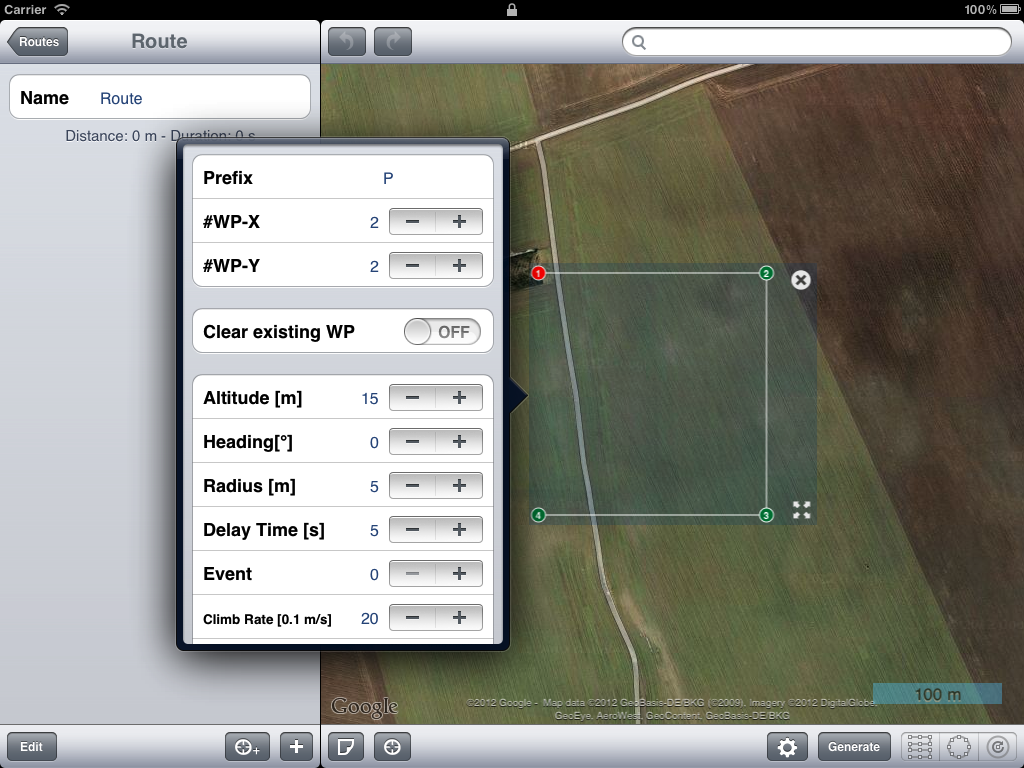 Carrier 100%
Routes Route
Name Route
Distance: 0 m - Duration: 0 s
Prefix P
#WP-X 2 − +
#WP-Y 2 − +
Clear existing WP OFF
Altitude [m] 15 − +
Heading[°] 0 − +
Radius [m] 5 − +
Delay Time [s] 5 − +
Event 0 − +
Climb Rate [0.1 m/s] 20 − +
1 2
4 3
100 m
Google
©2012 Google - Map data ©2012 GeoBasis-DE/BKG (©2009), Imagery ©2012 DigitalGlobe,
GeoEye, AeroWest, GeoContent, GeoBasis-DE/BKG
Edit + + Generate